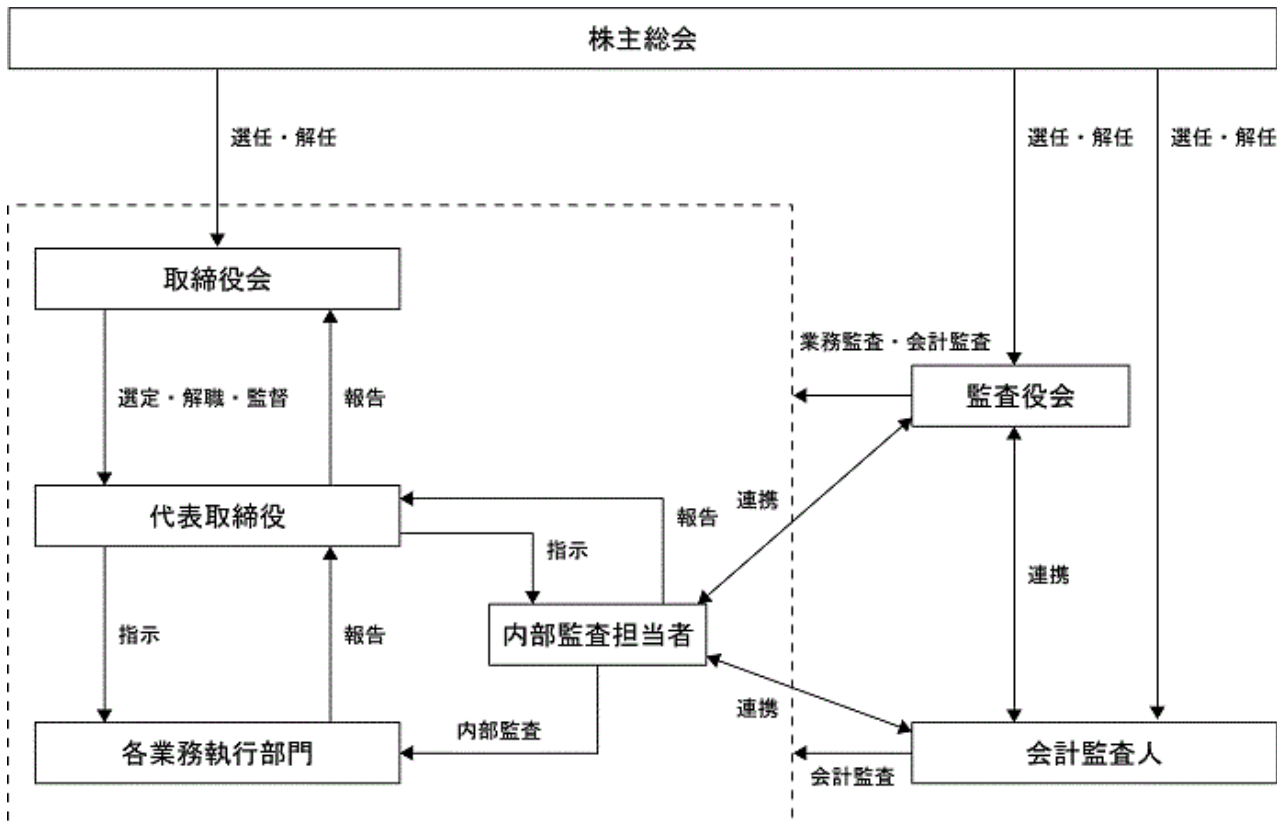 株主総会
選任・解任
選任・解任
選任・解任
取締役会
業務監査・会計監査
監査役会
選定・解職・監督
報告
代表取締役
報告
連携
指示
連携
内部監査担当者
指示
報告
連携
内部監査
各業務執行部門
会計監査人
会計監査